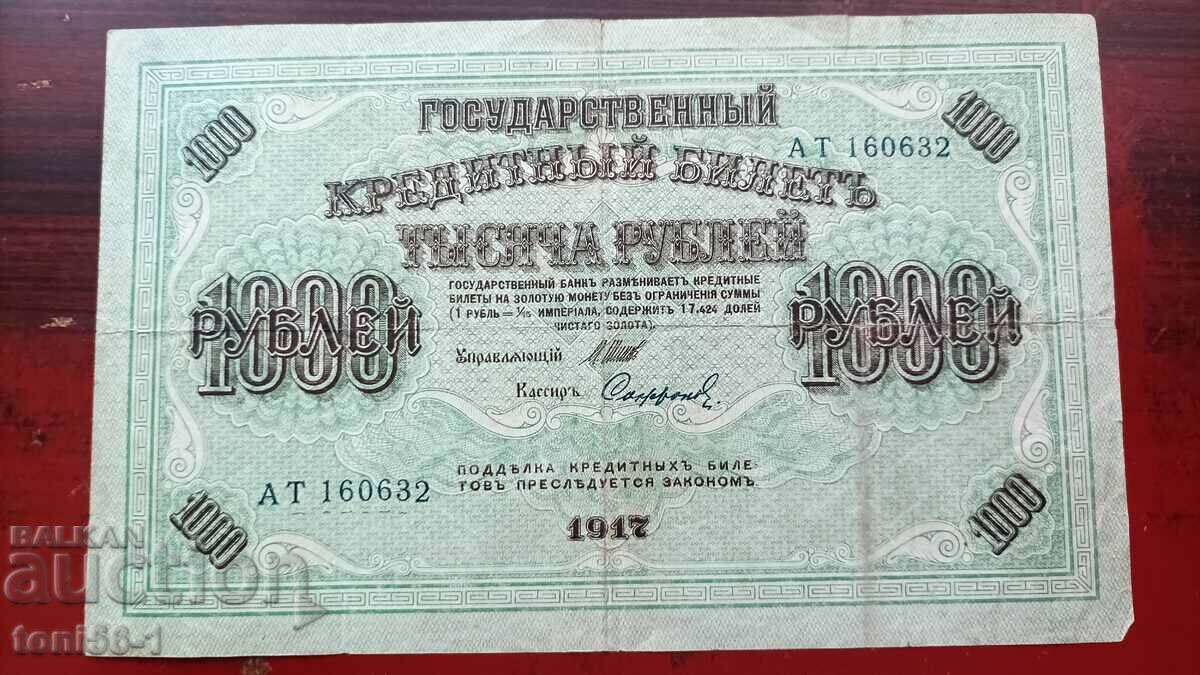 1000
1000
ГОСУДАРСТВЕННЫЙ
АТ 160632
КРЕДИТНЫЙ БИЛЕТЪ
ТЫСЯЧА РУБЛЕЙ
ГОСУДАРСТВЕННЫЙ БАНКЪ РАЗМѢНИВАЕТЪ КРЕДИТНЫЕ
БИЛЕТЫ НА ЗОЛОТУЮ МОНЕТУ БЕЗЪ ОГРАНИЧЕНІЯ СУММЫ
(1 РУБЛЬ = 1/15 ИМПЕРІАЛА, СОДЕРЖИТЪ 17.424 ДОЛЕЙ
ЧИСТАГО ЗОЛОТА).
1000 РУБЛЕЙ
1000 РУБЛЕЙ
Управляющій
Кассиръ Сафронов
ПОДДѢЛКА КРЕДИТНЫХЪ БИЛЕ-
ТОВЪ ПРЕСЛѢДУЕТСЯ ЗАКОНОМЪ.
АТ 160632
1917
1000
1000
BALKAN
auction
toni56-1